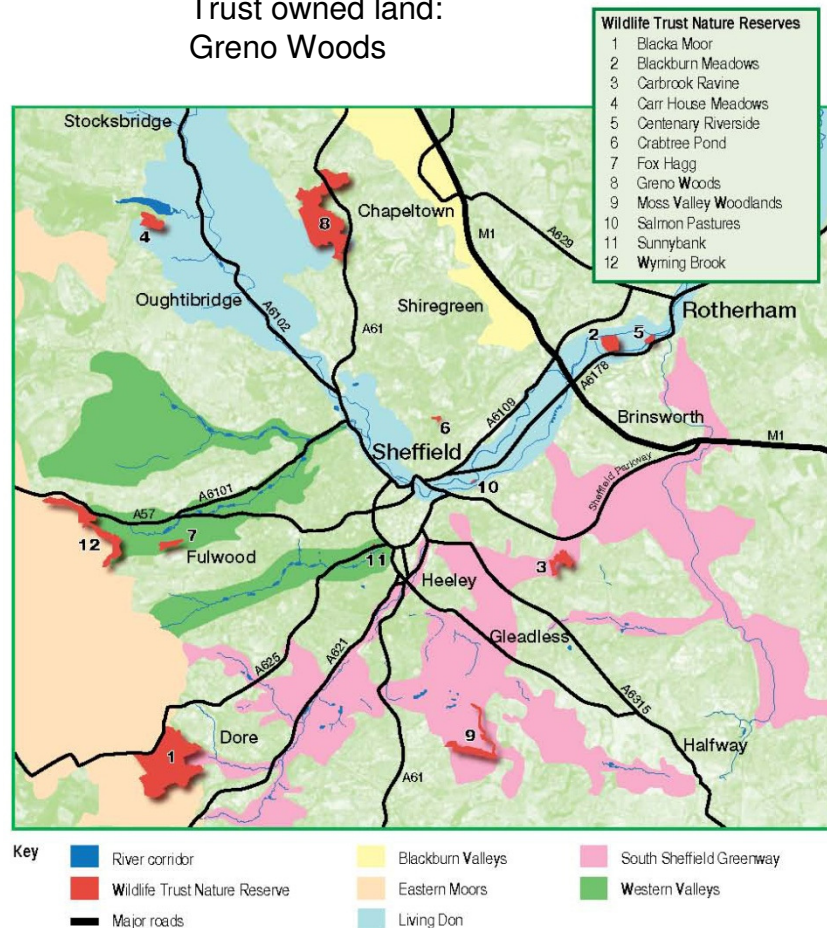 Trust owned land:
Greno Woods
Wildlife Trust Nature Reserves
1 Blacka Moor
2 Blackburn Meadows
3 Carbrook Ravine
4 Carr House Meadows
5 Centenary Riverside
6 Crabtree Pond
7 Fox Hagg
8 Greno Woods
9 Moss Valley Woodlands
10 Salmon Pastures
11 Sunnybank
12 Wyming Brook
Stocksbridge
8
Chapeltown
4
M1
A629
Oughtibridge
A6102
Shiregreen
Rotherham
A61
2
5
A6178
6
A6109
Brinsworth
Sheffield
M1
Sheffield Parkway
A6101
10
A57
12
7
Fulwood
11
3
Heeley
Gleadless
A625
A621
A6315
Dore
9
1
Halfway
A61
Key
River corridor
Wildlife Trust Nature Reserve
Major roads
Blackburn Valleys
Eastern Moors
Living Don
South Sheffield Greenway
Western Valleys